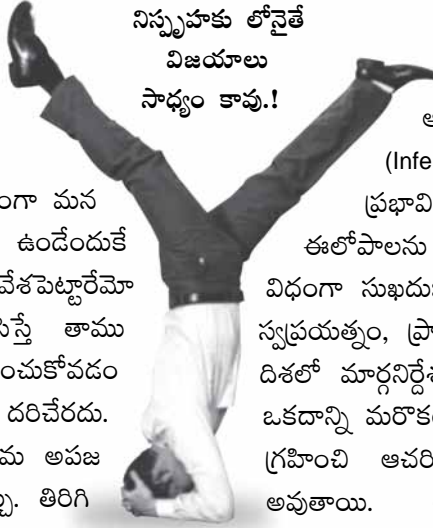 నిస్పృహకు లోనైతే
విజయాలు
సాధ్యం కావు.!
ంగా మన
ఉండేందుకే
వేశపెట్టారేమో
సిస్తే తాము
ంచుకోవడం
దరిచేరదు.
మ అపజ
్చు. తిరిగి
(Infe
ప్రభావి
ఈలోపాలను
విధంగా సుఖదుః
స్వప్రయత్నం, ప్రా
దిశలో మార్గనిర్దేశ
ఒకదాన్ని మరొక
గ్రహించి ఆచరి
అవుతాయి.